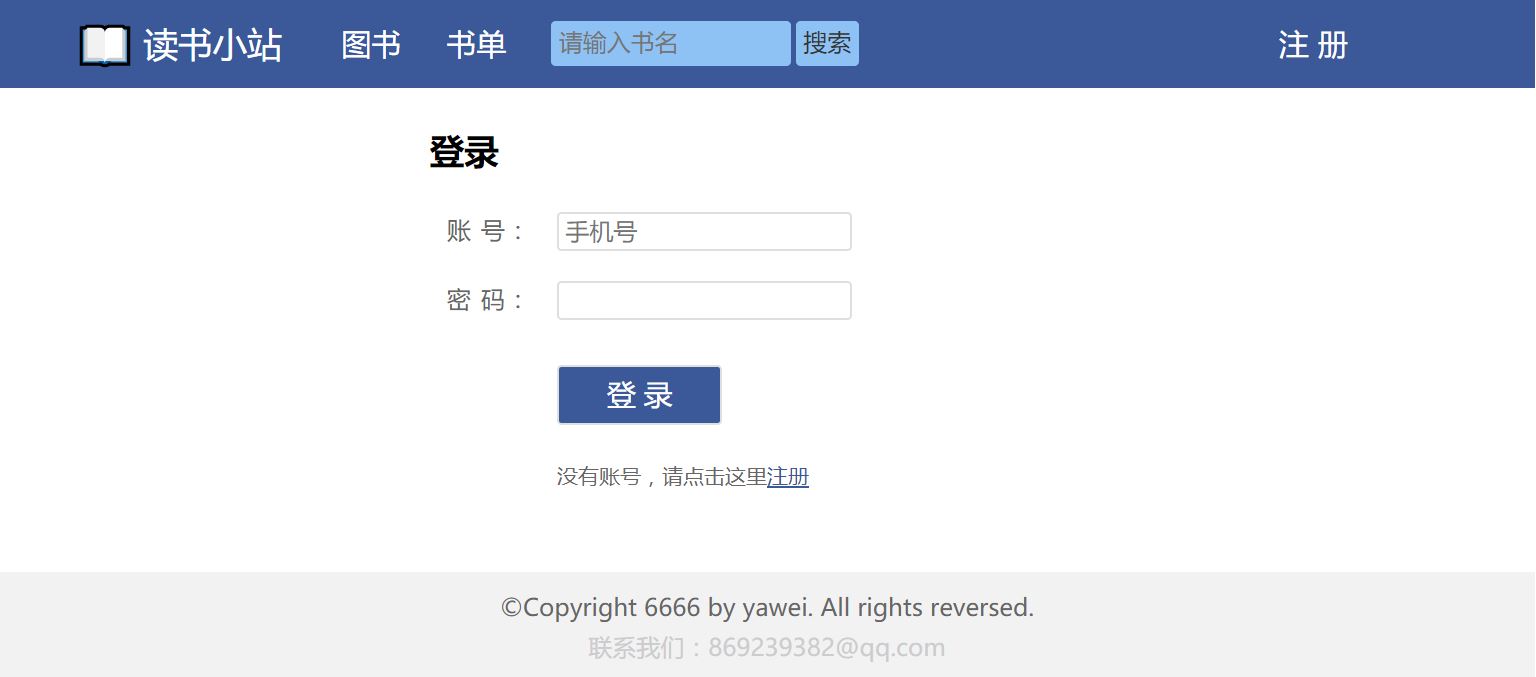 读书小站 图书 书单 请输入书名 搜索 注 册
登录
账 号： 手机号
密 码：
登 录
没有账号，请点击这里注册
©Copyright 6666 by yawei. All rights reversed.
联系我们：869239382@qq.com